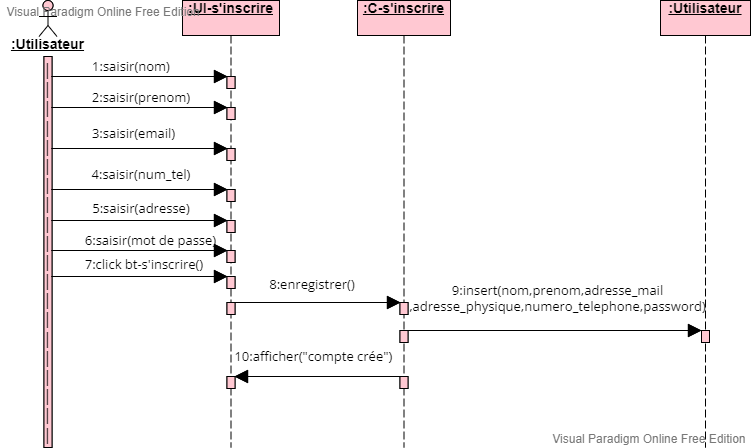 Visual Paradigm Online Free Edition
:UI-s'inscrire
:C-s'inscrire
:Utilisateur
:Utilisateur
1:saisir(nom)
2:saisir(prenom)
3:saisir(email)
4:saisir(num_tel)
5:saisir(adresse)
6:saisir(mot de passe)
7:click bt-s'inscrire()
8:enregistrer()
9:insert(nom,prenom,adresse_mail
,adresse_physique,numero_telephone,password)
10:afficher("compte crée")
Visual Paradigm Online Free Edition